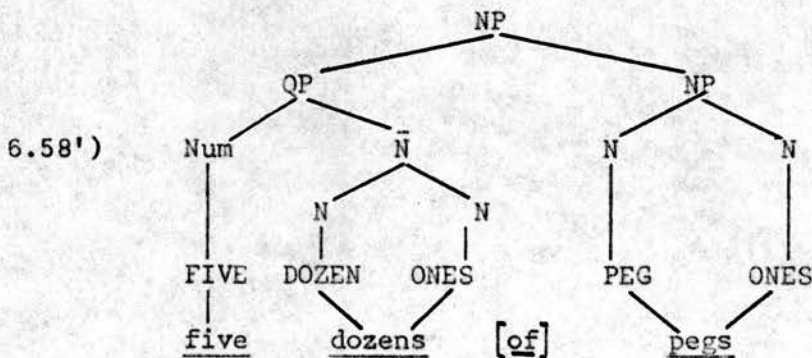 NP
QP NP
6.58') Num N̄ N N
N N
FIVE DOZEN ONES PEG ONES
five dozens [of] pegs